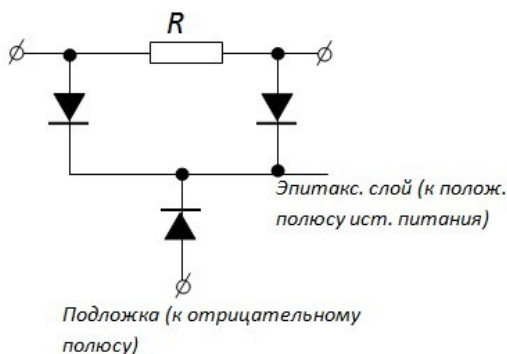 R
Эпитакс. слой (к полож.
полюсу ист. питания)
Подложка (к отрицательному
полюсу)